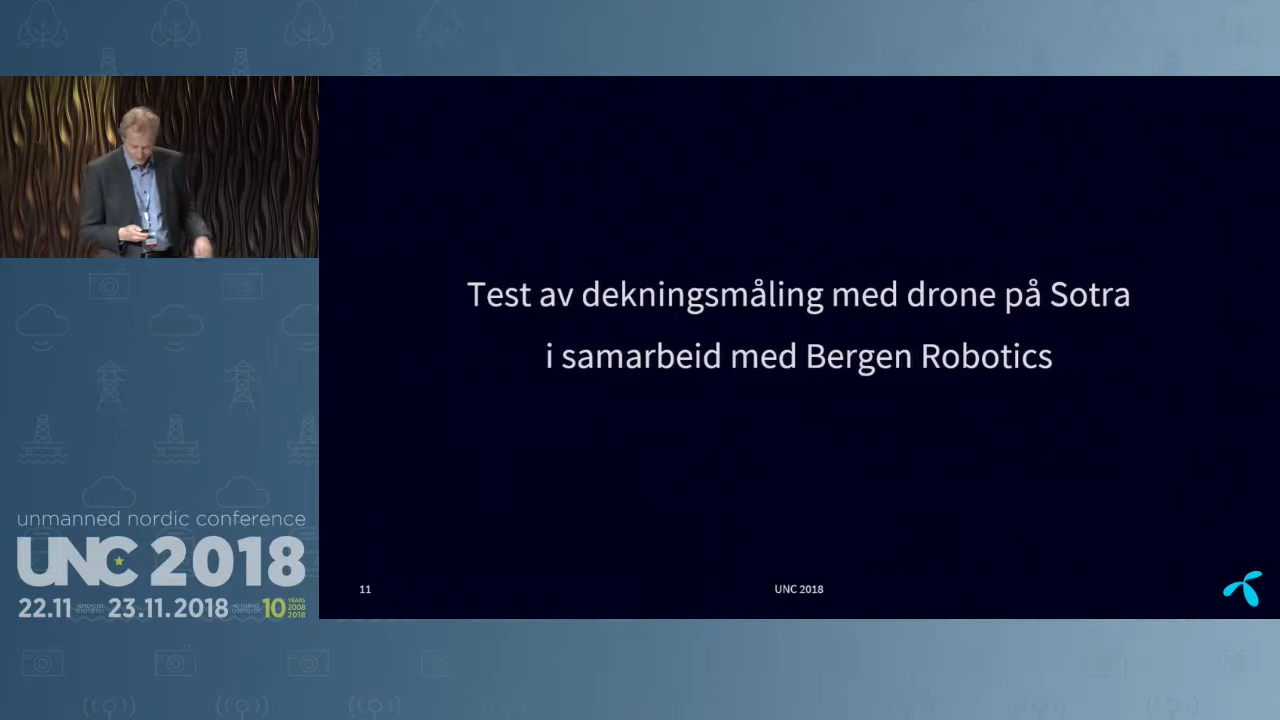 Test av dekningsmåling med drone på Sotra
i samarbeid med Bergen Robotics
unmanned nordic conference
UNC 2018
22.11 23.11.2018 10 YEARS 2008 2018
11
UNC 2018